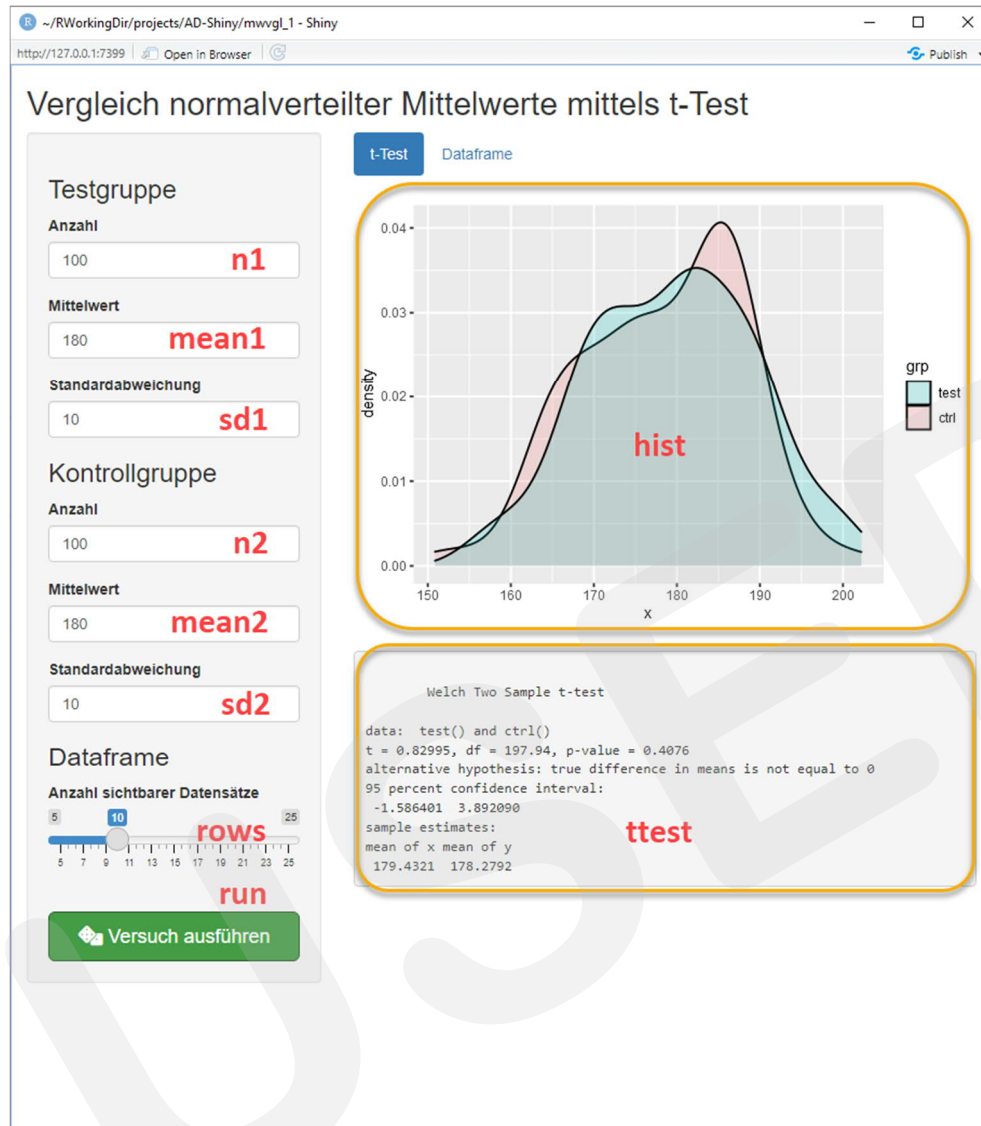 ~/RWorkingDir/projects/AD-Shiny/mwvgl_1 - Shiny
http://127.0.0.1:7399 Open in Browser Publish
Vergleich normalverteilter Mittelwerte mittels t-Test
Testgruppe
Anzahl
100 n1
Mittelwert
180 mean1
Standardabweichung
10 sd1
Kontrollgruppe
Anzahl
100 n2
Mittelwert
180 mean2
Standardabweichung
10 sd2
Dataframe
Anzahl sichtbarer Datensätze
5 10 25
rows
5 7 9 11 13 15 17 19 21 23 25
run
Versuch ausführen
t-Test Dataframe
0.04
0.03
0.02
0.01
0.00
density
hist
150 160 170 180 190 200
x
grp
test
ctrl
Welch Two Sample t-test
data: test() and ctrl()
t = 0.82995, df = 197.94, p-value = 0.4076
alternative hypothesis: true difference in means is not equal to 0
95 percent confidence interval:
-1.586401 3.892090
sample estimates:
mean of x mean of y
179.4321 178.2792
ttest